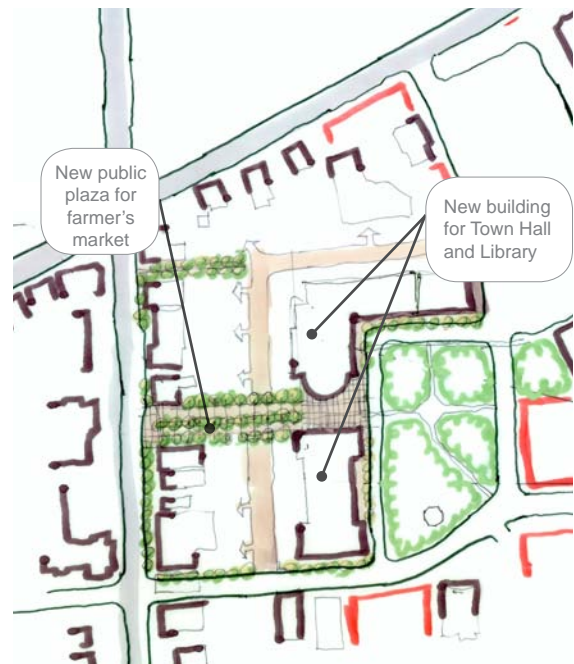 New public
plaza for
farmer's
market
New building
for Town Hall
and Library